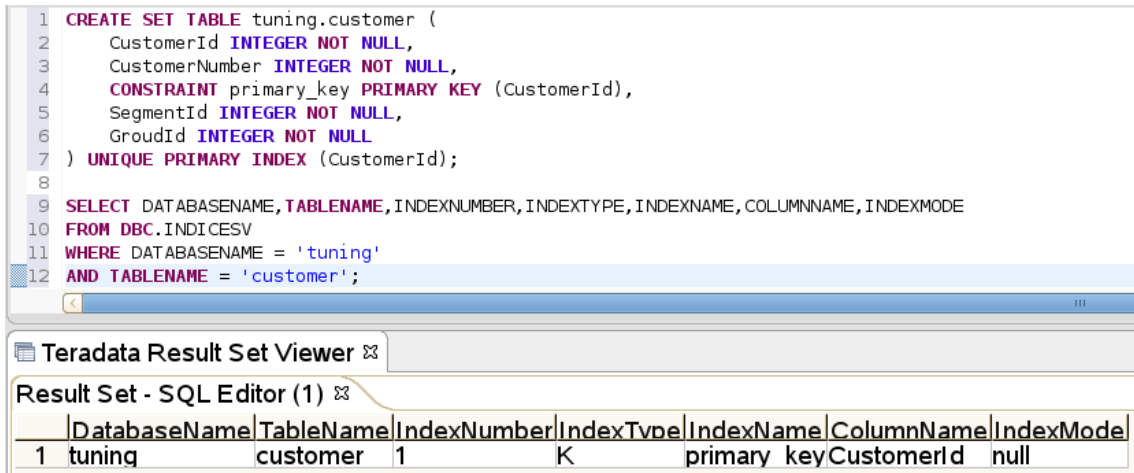 1 CREATE SET TABLE tuning.customer (
2 CustomerId INTEGER NOT NULL,
3 CustomerNumber INTEGER NOT NULL,
4 CONSTRAINT primary_key PRIMARY KEY (CustomerId),
5 SegmentId INTEGER NOT NULL,
6 GroudId INTEGER NOT NULL
7 ) UNIQUE PRIMARY INDEX (CustomerId);
8
9 SELECT DATABASENAME,TABLENAME,INDEXNUMBER,INDEXTYPE,INDEXNAME,COLUMNNAME,INDEXMODE
10 FROM DBC.INDICESV
11 WHERE DATABASENAME = 'tuning'
12 AND TABLENAME = 'customer';
Teradata Result Set Viewer
Result Set - SQL Editor (1)
DatabaseName TableName IndexNumber IndexType IndexName ColumnName IndexMode
1 tuning customer 1 K primary_key CustomerId null